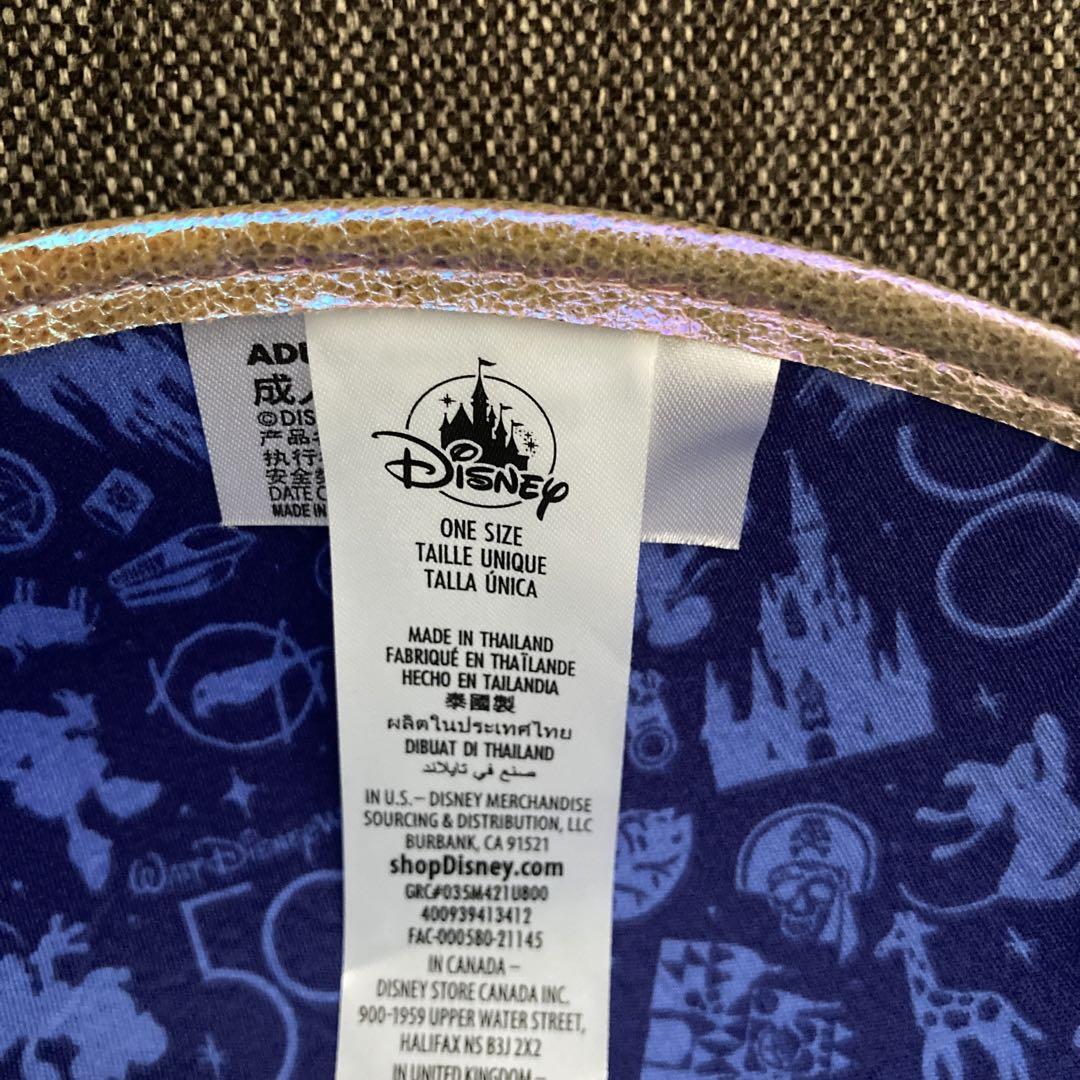 ADU
成人
©DIS
产品
执行
安全
DATE
MADE IN
DISNEY
ONE SIZE
TAILLE UNIQUE
TALLA ÚNICA
MADE IN THAILAND
FABRIQUÉ EN THAÏLANDE
HECHO EN TAILANDIA
泰國製
ผลิตในประเทศไทย
DIBUAT DI THAILAND
صنع في تايلاند
IN U.S.– DISNEY MERCHANDISE
SOURCING & DISTRIBUTION, LLC
BURBANK, CA 91521
shopDisney.com
GRC#035M421U800
400939413412
FAC-000580-21145
IN CANADA –
DISNEY STORE CANADA INC.
900-1959 UPPER WATER STREET,
HALIFAX NS B3J 2X2
IN UNITED KINGDOM –
WALT DISNEY
50